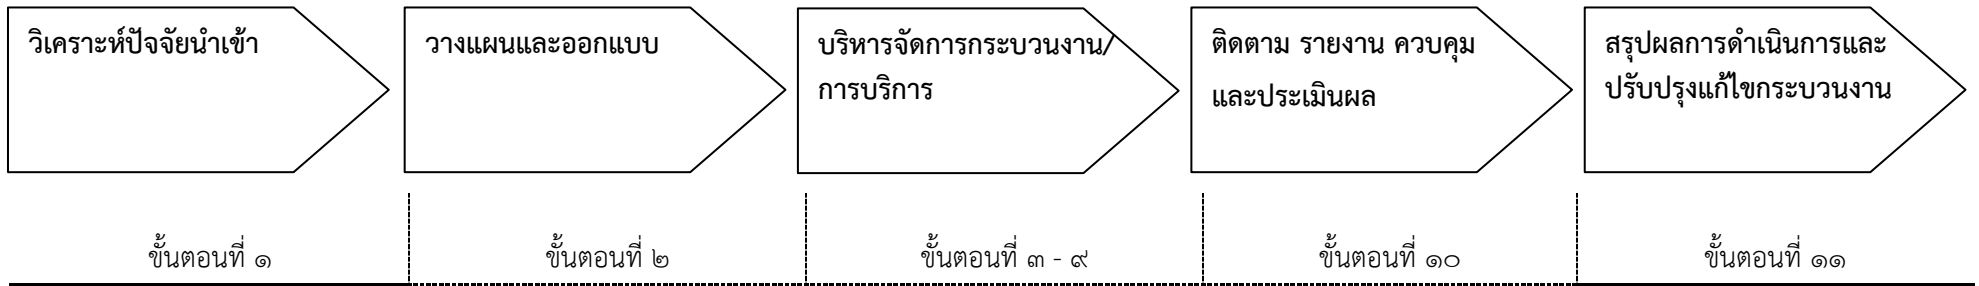 วิเคราะห์ปัจจัยนำเข้า
วางแผนและออกแบบ
บริหารจัดการกระบวนงาน/
การบริการ
ติดตาม รายงาน ควบคุม
และประเมินผล
สรุปผลการดำเนินการและ
ปรับปรุงแก้ไขกระบวนงาน
ขั้นตอนที่ ๑
ขั้นตอนที่ ๒
ขั้นตอนที่ ๓ - ๙
ขั้นตอนที่ ๑๐
ขั้นตอนที่ ๑๑